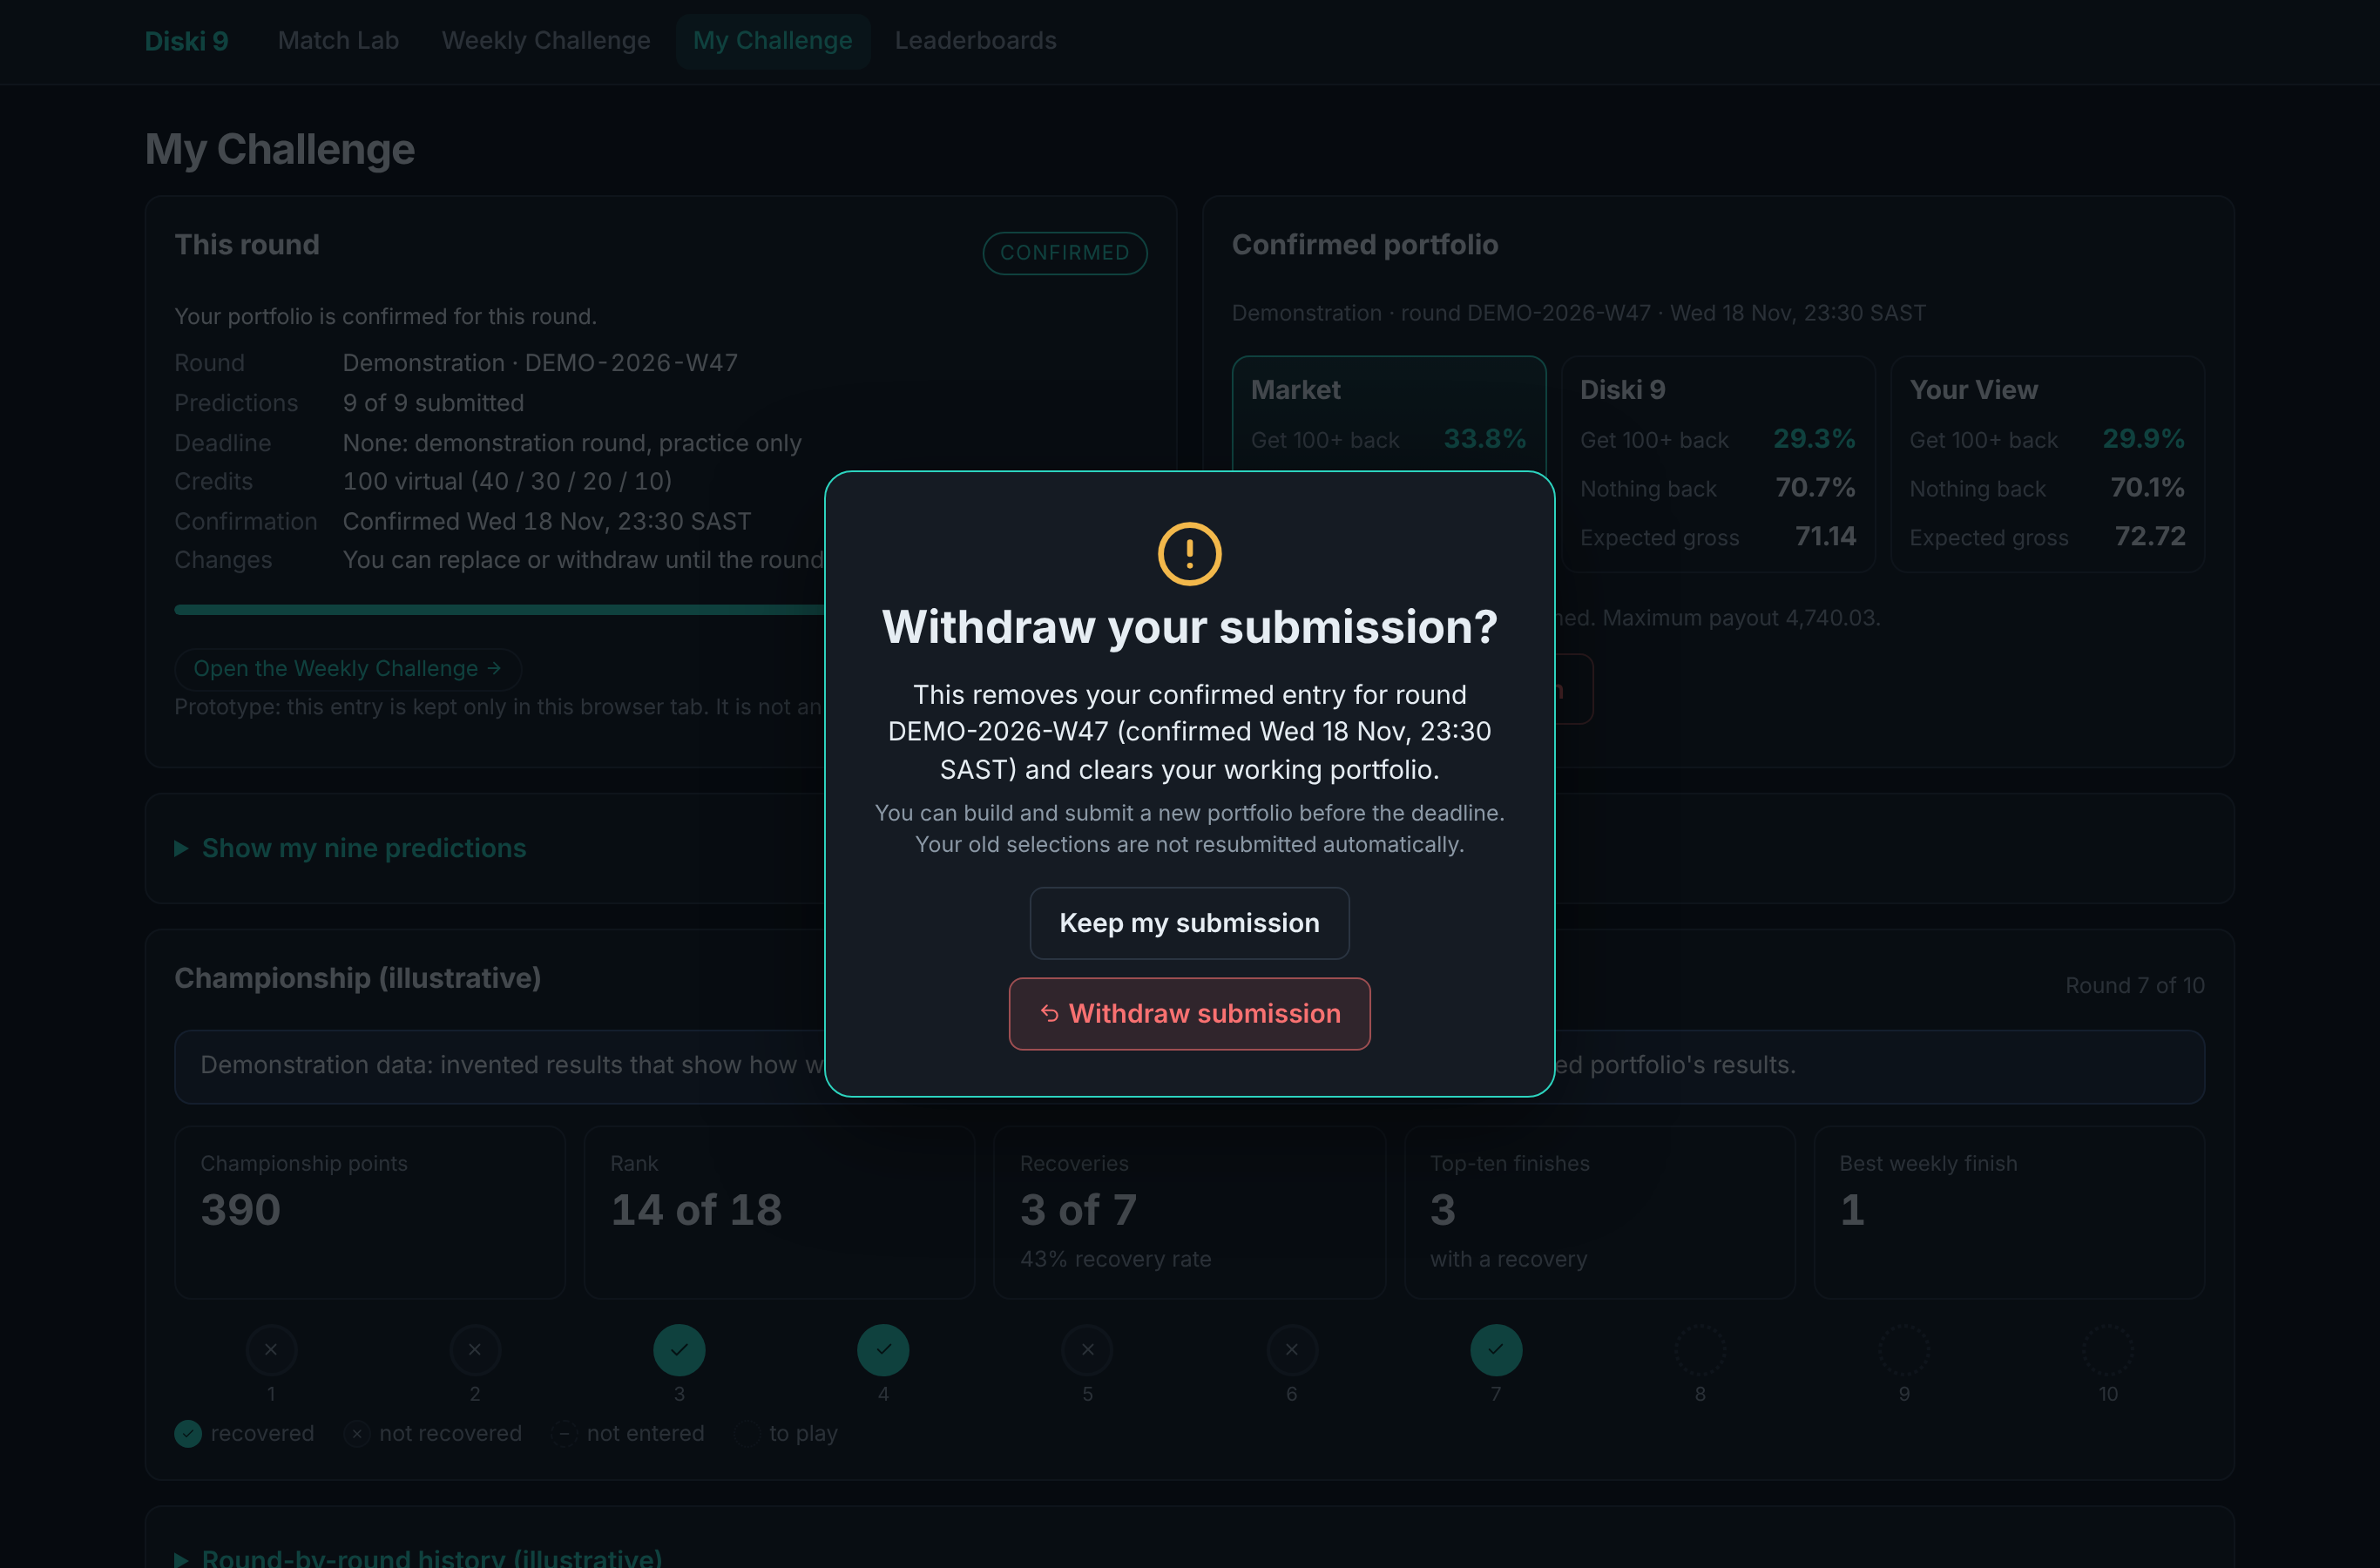 Diski 9 Match Lab Weekly Challenge My Challenge Leaderboards
My Challenge
This round
CONFIRMED
Your portfolio is confirmed for this round.
Round Demonstration · DEMO-2026-W47
Predictions 9 of 9 submitted
Deadline None: demonstration round, practice only
Credits 100 virtual (40 / 30 / 20 / 10)
Confirmation Confirmed Wed 18 Nov, 23:30 SAST
Changes You can replace or withdraw until the round
Open the Weekly Challenge →
Prototype: this entry is kept only in this browser tab. It is not an
Confirmed portfolio
Demonstration · round DEMO-2026-W47 · Wed 18 Nov, 23:30 SAST
Market
Get 100+ back 33.8%
Diski 9
Get 100+ back 29.3%
Nothing back 70.7%
Expected gross 71.14
Your View
Get 100+ back 29.9%
Nothing back 70.1%
Expected gross 72.72
Maximum payout 4,740.03.
Withdraw your submission?
This removes your confirmed entry for round
DEMO-2026-W47 (confirmed Wed 18 Nov, 23:30
SAST) and clears your working portfolio.
You can build and submit a new portfolio before the deadline.
Your old selections are not resubmitted automatically.
Keep my submission
Withdraw submission
Show my nine predictions
Championship (illustrative)
Round 7 of 10
Demonstration data: invented results that show how
portfolio's results.
Championship points
390
Rank
14 of 18
Recoveries
3 of 7
43% recovery rate
Top-ten finishes
3
with a recovery
Best weekly finish
1
1 2 3 4 5 6 7 8 9 10
recovered not recovered not entered to play
Round-by-round history (illustrative)